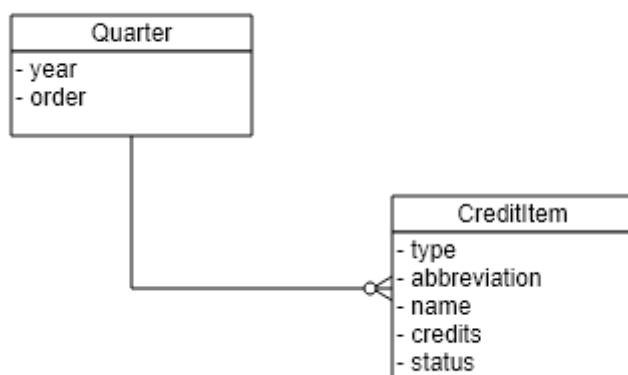 Quarter
- year
- order
CreditItem
- type
- abbreviation
- name
- credits
- status